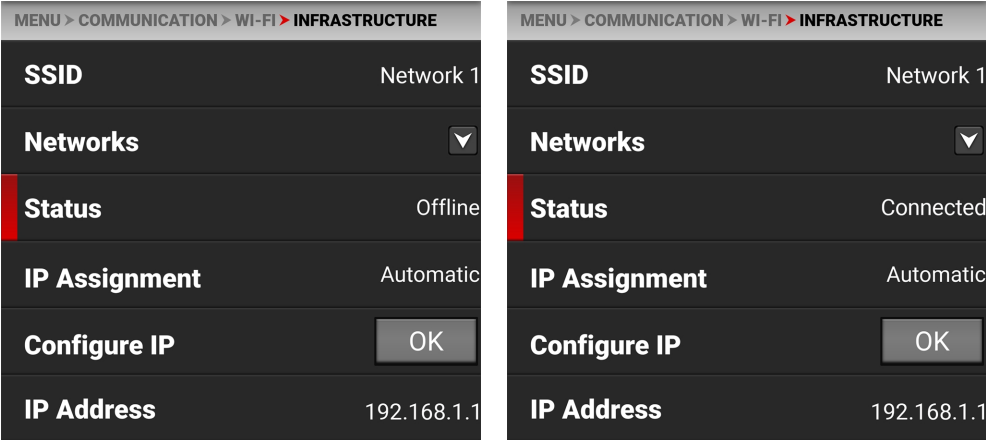 MENU > COMMUNICATION > WI-FI > INFRASTRUCTURE
SSID Network 1
Networks
Status Offline
IP Assignment Automatic
Configure IP OK
IP Address 192.168.1.1
MENU > COMMUNICATION > WI-FI > INFRASTRUCTURE
SSID Network 1
Networks
Status Connected
IP Assignment Automatic
Configure IP OK
IP Address 192.168.1.1